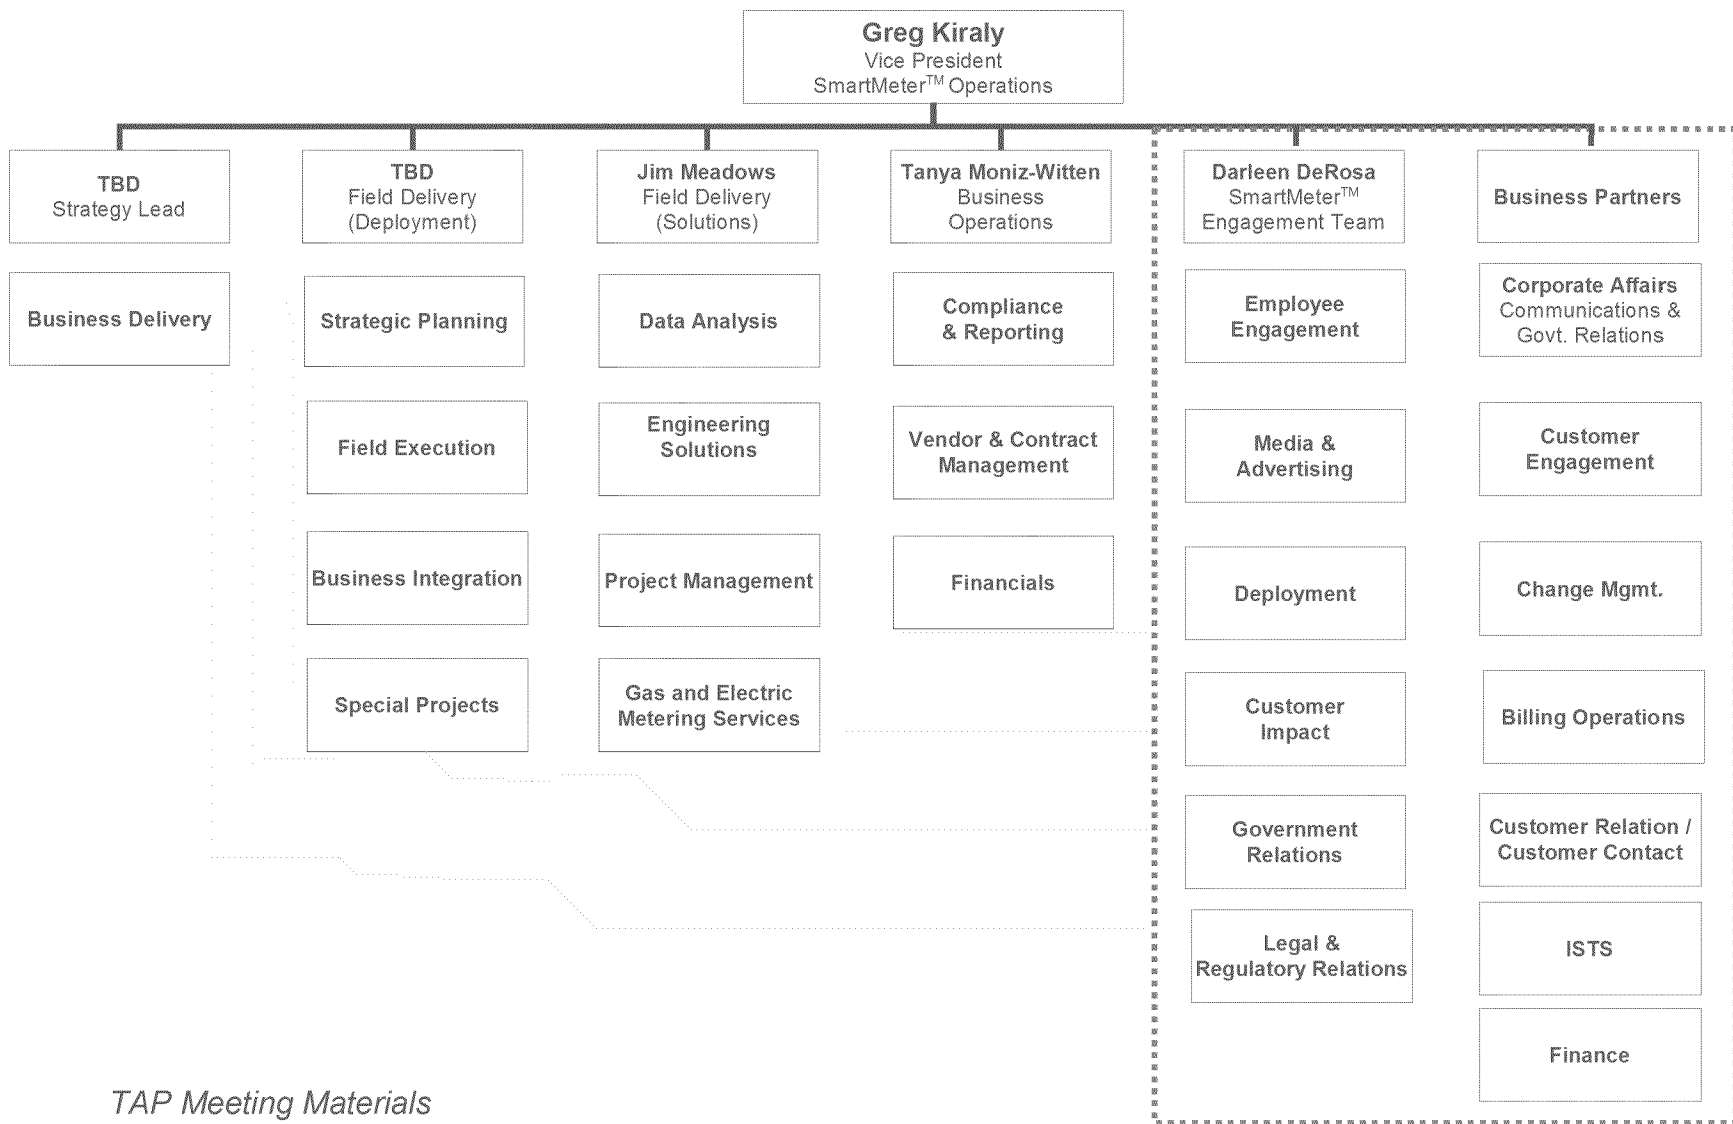 Greg Kiraly
Vice President
SmartMeter™ Operations
TBD
Strategy Lead
TBD
Field Delivery
(Deployment)
Jim Meadows
Field Delivery
(Solutions)
Tanya Moniz-Witten
Business
Operations
Darleen DeRosa
SmartMeter™
Engagement Team
Business Partners
Business Delivery
Strategic Planning
Field Execution
Business Integration
Special Projects
Data Analysis
Engineering
Solutions
Project Management
Gas and Electric
Metering Services
Compliance
& Reporting
Vendor & Contract
Management
Financials
Employee
Engagement
Media &
Advertising
Deployment
Customer
Impact
Government
Relations
Legal &
Regulatory Relations
Corporate Affairs
Communications &
Govt. Relations
Customer
Engagement
Change Mgmt.
Billing Operations
Customer Relation /
Customer Contact
ISTS
Finance
TAP Meeting Materials